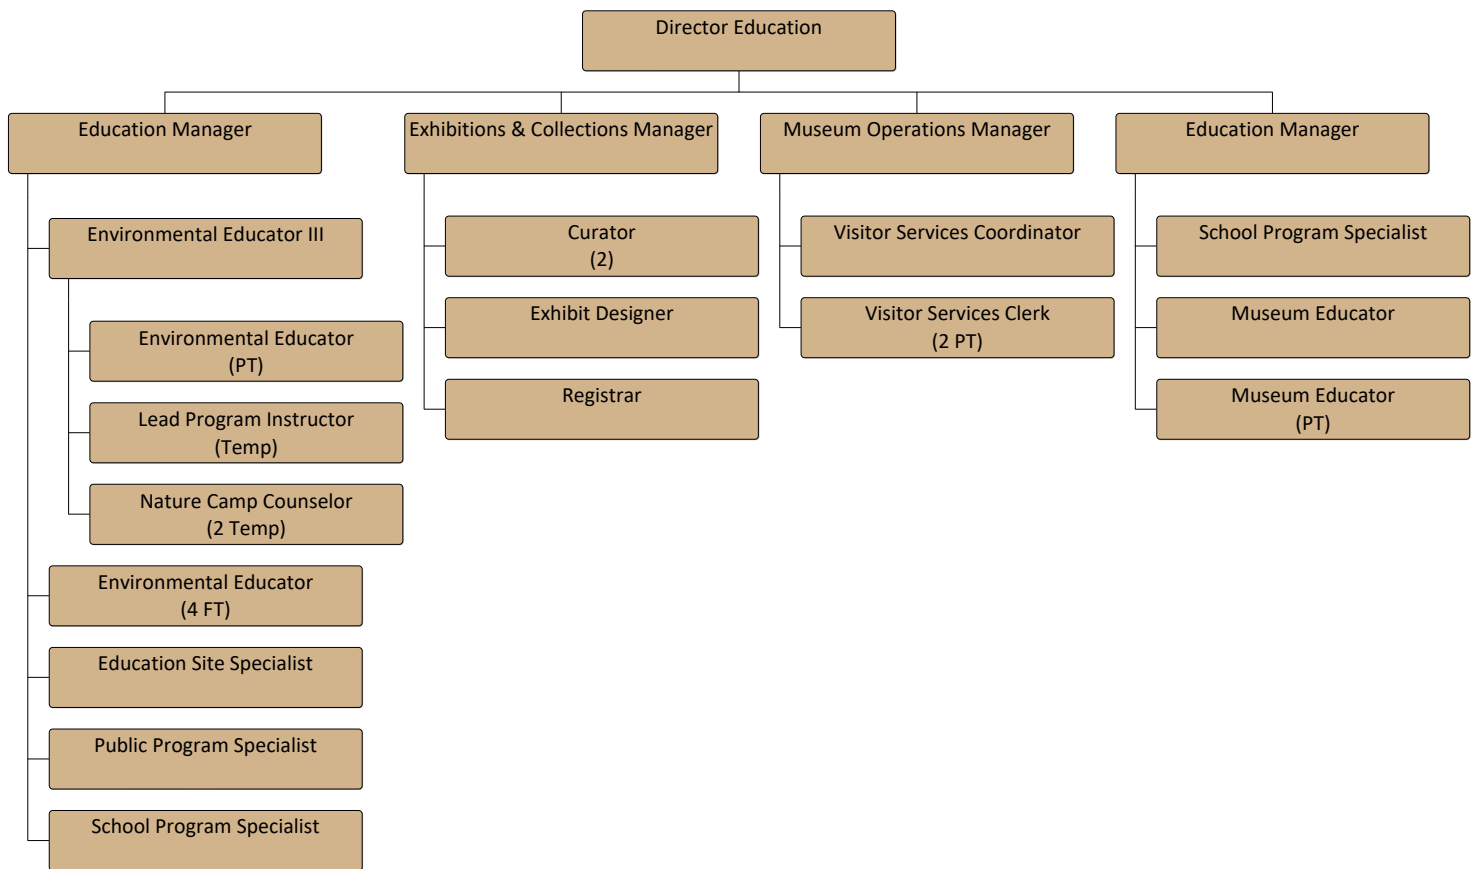 Director Education
Education Manager
Exhibitions & Collections Manager
Museum Operations Manager
Education Manager
Environmental Educator III
Environmental Educator
(PT)
Lead Program Instructor
(Temp)
Nature Camp Counselor
(2 Temp)
Environmental Educator
(4 FT)
Education Site Specialist
Public Program Specialist
School Program Specialist
Curator
(2)
Exhibit Designer
Registrar
Visitor Services Coordinator
Visitor Services Clerk
(2 PT)
School Program Specialist
Museum Educator
Museum Educator
(PT)